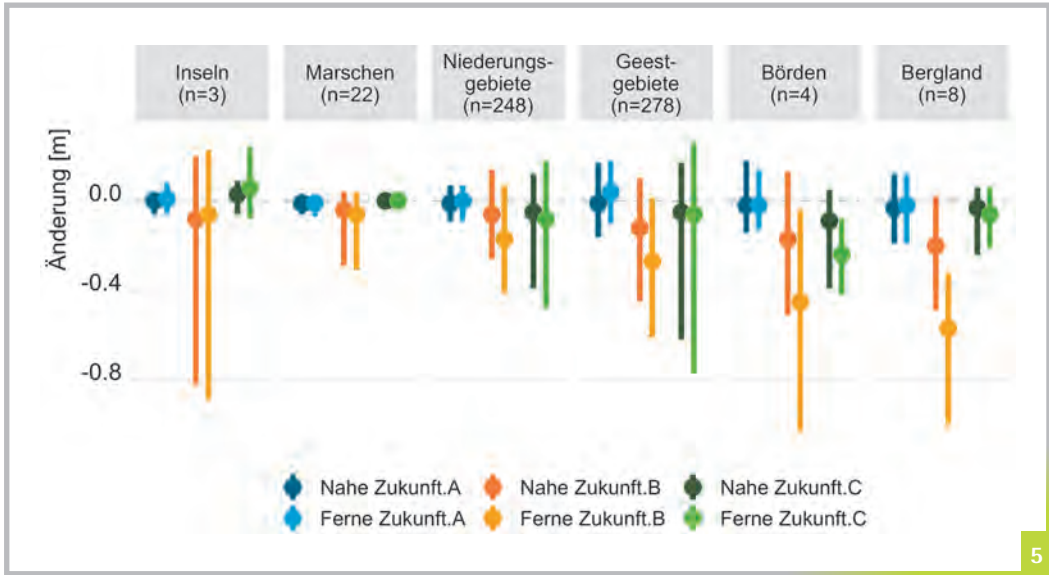 Inseln
(n=3)
Marschen
(n=22)
Niederungs-
gebiete
(n=248)
Geest-
gebiete
(n=278)
Börden
(n=4)
Bergland
(n=8)
Änderung [m]
0.0
-0.4
-0.8
Nahe Zukunft.A
Nahe Zukunft.B
Nahe Zukunft.C
Ferne Zukunft.A
Ferne Zukunft.B
Ferne Zukunft.C
5